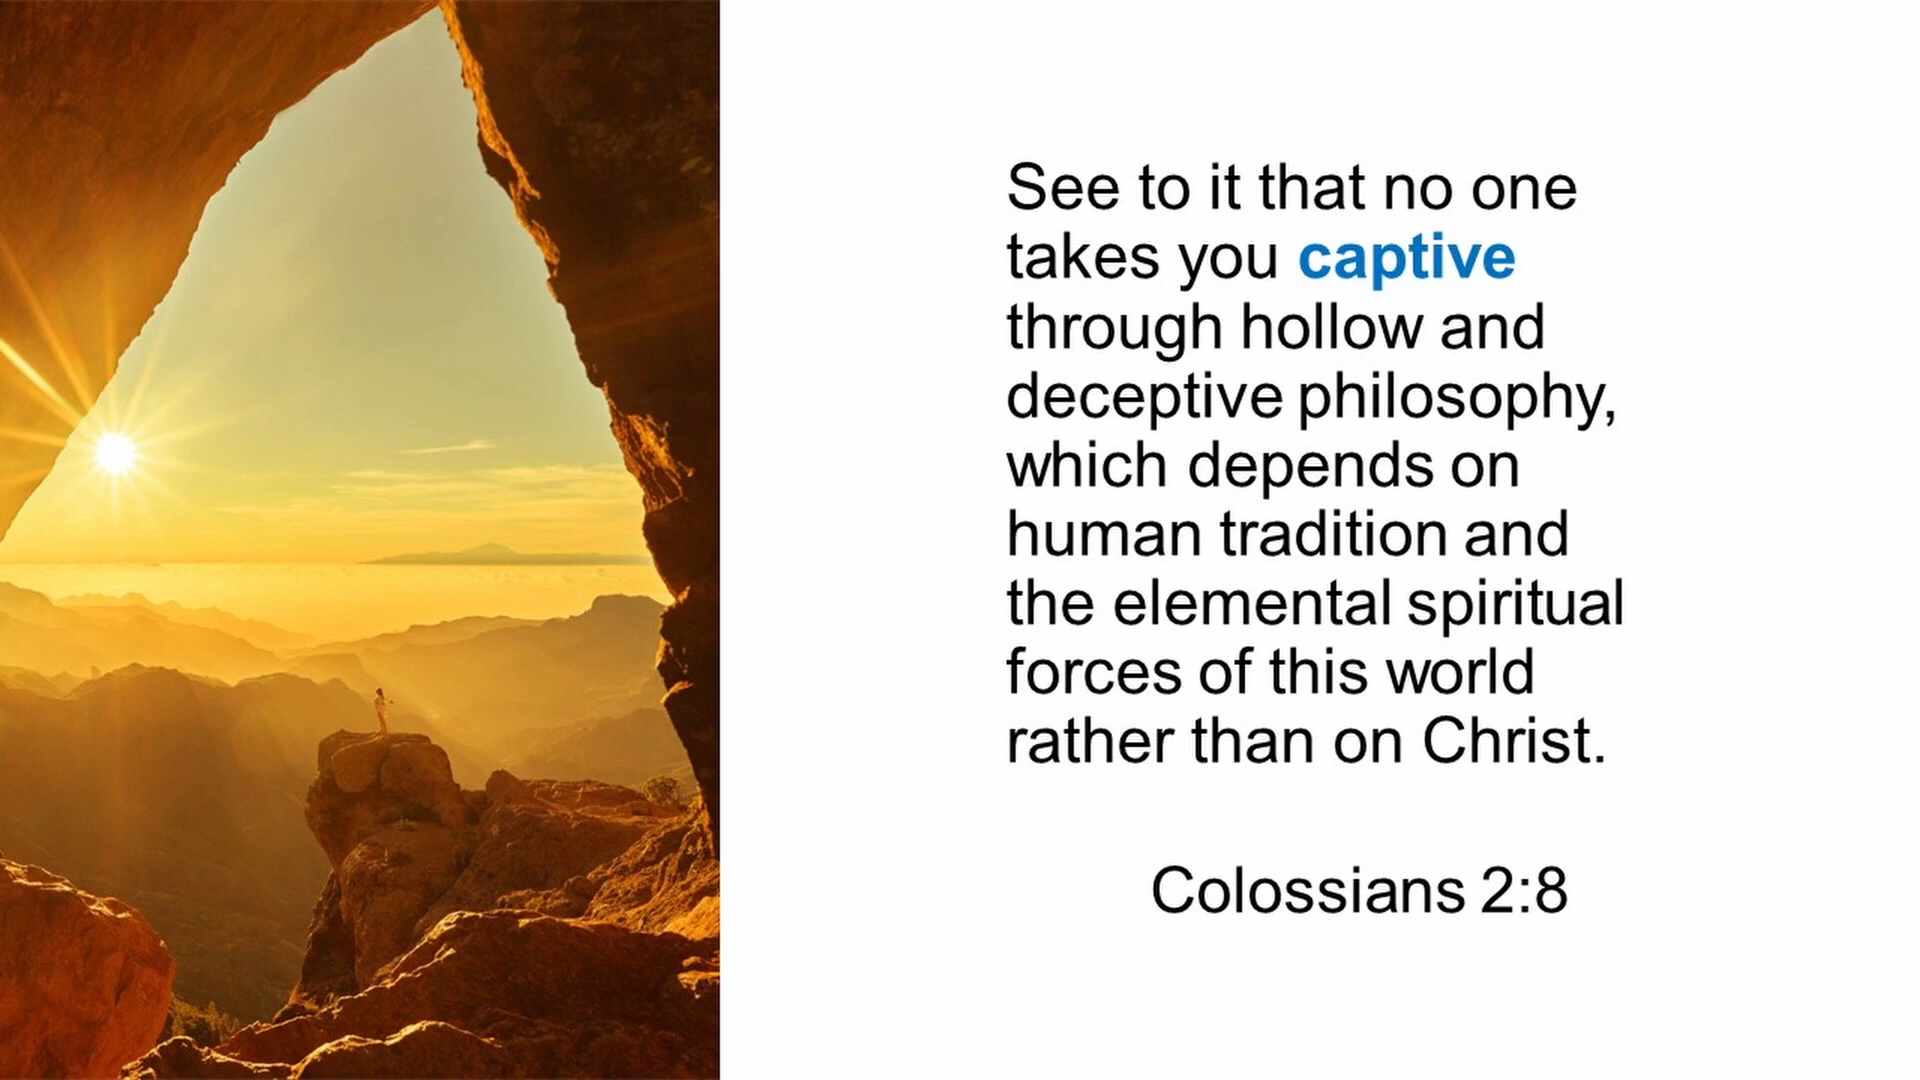 See to it that no one
takes you captive
through hollow and
deceptive philosophy,
which depends on
human tradition and
the elemental spiritual
forces of this world
rather than on Christ.
Colossians 2:8